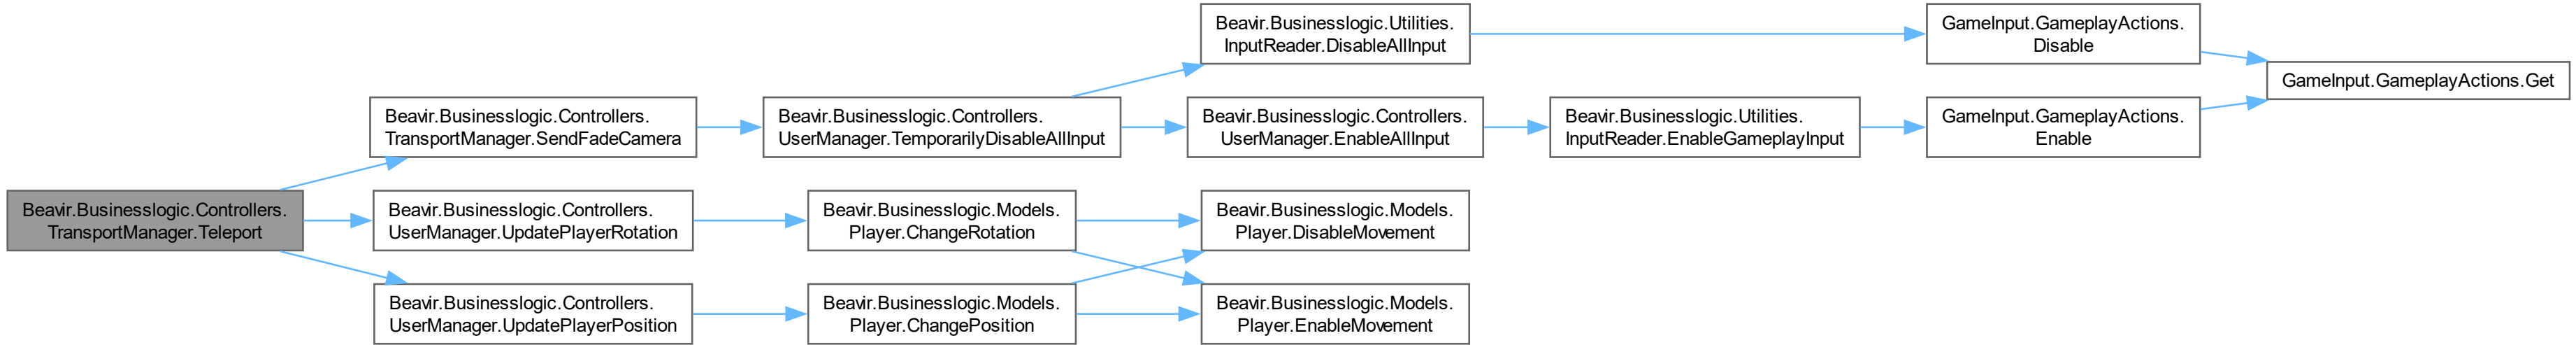 Beavir.Businesslogic.Controllers.
TransportManager.Teleport
Beavir.Businesslogic.Controllers.
TransportManager.SendFadeCamera
Beavir.Businesslogic.Controllers.
UserManager.TemporarilyDisableAllInput
Beavir.Businesslogic.Utilities.
InputReader.DisableAllInput
GameInput.GameplayActions.
Disable
GameInput.GameplayActions.Get
Beavir.Businesslogic.Controllers.
UserManager.EnableAllInput
Beavir.Businesslogic.Utilities.
InputReader.EnableGameplayInput
GameInput.GameplayActions.
Enable
Beavir.Businesslogic.Controllers.
UserManager.UpdatePlayerRotation
Beavir.Businesslogic.Models.
Player.ChangeRotation
Beavir.Businesslogic.Models.
Player.DisableMovement
Beavir.Businesslogic.Controllers.
UserManager.UpdatePlayerPosition
Beavir.Businesslogic.Models.
Player.ChangePosition
Beavir.Businesslogic.Models.
Player.EnableMovement